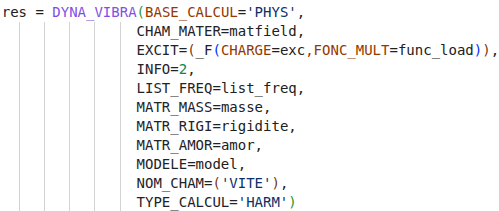 res = DYNA_VIBRA(BASE_CALCUL='PHYS',
CHAM_MATER=matfield,
EXCIT=(_F(CHARGE=exc,FONC_MULT=func_load)),
INFO=2,
LIST_FREQ=list_freq,
MATR_MASS=masse,
MATR_RIGI=rigidite,
MATR_AMOR=amor,
MODELE=model,
NOM_CHAM=('VITE'),
TYPE_CALCUL='HARM')